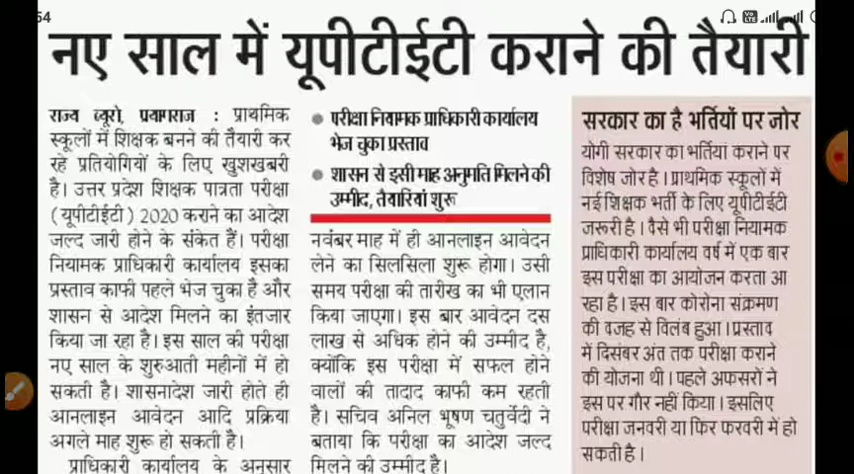 54
Vo
LTE
नए साल में यूपीटीईटी कराने की तैयारी
राज्य ब्यूरो, प्रयागराज : प्राथमिक
स्कूलों में शिक्षक बनने की तैयारी कर
रहे प्रतियोगियों के लिए खुशखबरी
है। उत्तर प्रदेश शिक्षक पात्रता परीक्षा
(यूपीटीईटी) 2020 कराने का आदेश
जल्द जारी होने के संकेत हैं। परीक्षा
नियामक प्राधिकारी कार्यालय इसका
प्रस्ताव काफी पहले भेज चुका है और
शासन से आदेश मिलने का इंतजार
किया जा रहा है। इस साल की परीक्षा
नए साल के शुरुआती महीनों में हो
सकती है। शासनादेश जारी होते ही
आनलाइन आवेदन आदि प्रक्रिया
अगले माह शुरू हो सकती है।
प्राधिकारी कार्यालय के अनुसार
परीक्षा नियामक प्राधिकारी कार्यालय
भेज चुका प्रस्ताव
शासन से इसी माह अनुमति मिलने की
उम्मीद, तैयारियां शुरू
नवंबर माह में ही आनलाइन आवेदन
लेने का सिलसिला शुरू होगा। उसी
समय परीक्षा की तारीख का भी एलान
किया जाएगा। इस बार आवेदन दस
लाख से अधिक होने की उम्मीद है,
क्योंकि इस परीक्षा में सफल होने
वालों की तादाद काफी कम रहती
है। सचिव अनिल भूषण चतुर्वेदी ने
बताया कि परीक्षा का आदेश जल्द
मिलने की उम्मीद है।
सरकार का है भर्तियों पर जोर
योगी सरकार का भर्तियां कराने पर
विशेष जोर है। प्राथमिक स्कूलों में
नई शिक्षक भर्ती के लिए यूपीटीईटी
जरूरी है। वैसे भी परीक्षा नियामक
प्राधिकारी कार्यालय वर्ष में एक बार
इस परीक्षा का आयोजन करता आ
रहा है। इस बार कोरोना संक्रमण
की वजह से विलंब हुआ। प्रस्ताव
में दिसंबर अंत तक परीक्षा कराने
की योजना थी। पहले अफसरों ने
इस पर गौर नहीं किया। इसलिए
परीक्षा जनवरी या फिर फरवरी में हो
सकती है।